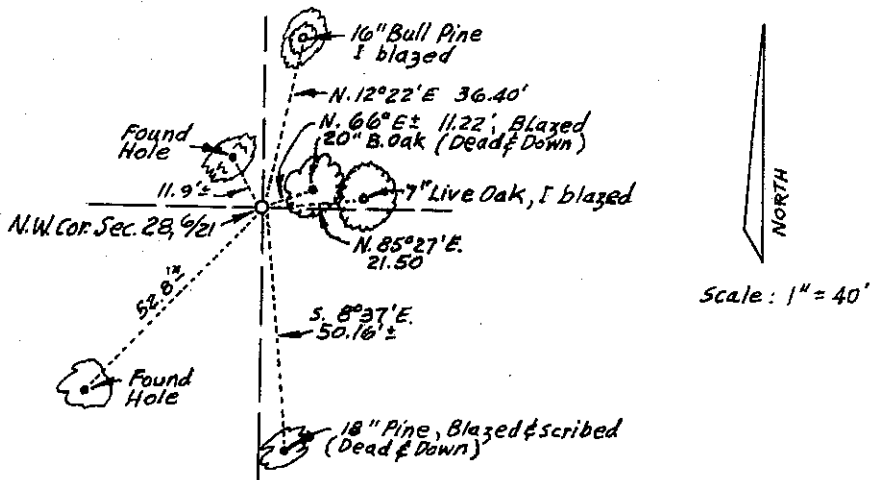 16" Bull Pine
I blazed
N. 12°22'E 36.40'
N. 66°E± 11.22', Blazed
20" B. Oak (Dead & Down)
Found
Hole
11.9'±
7" Live Oak, I blazed
N.W. Cor. Sec. 28, 6/21
N. 85°27'E.
21.50
NORTH
Scale: 1" = 40'
52.8'±
S. 8°37'E.
50.16'±
Found
Hole
18" Pine, Blazed & scribed
(Dead & Down)